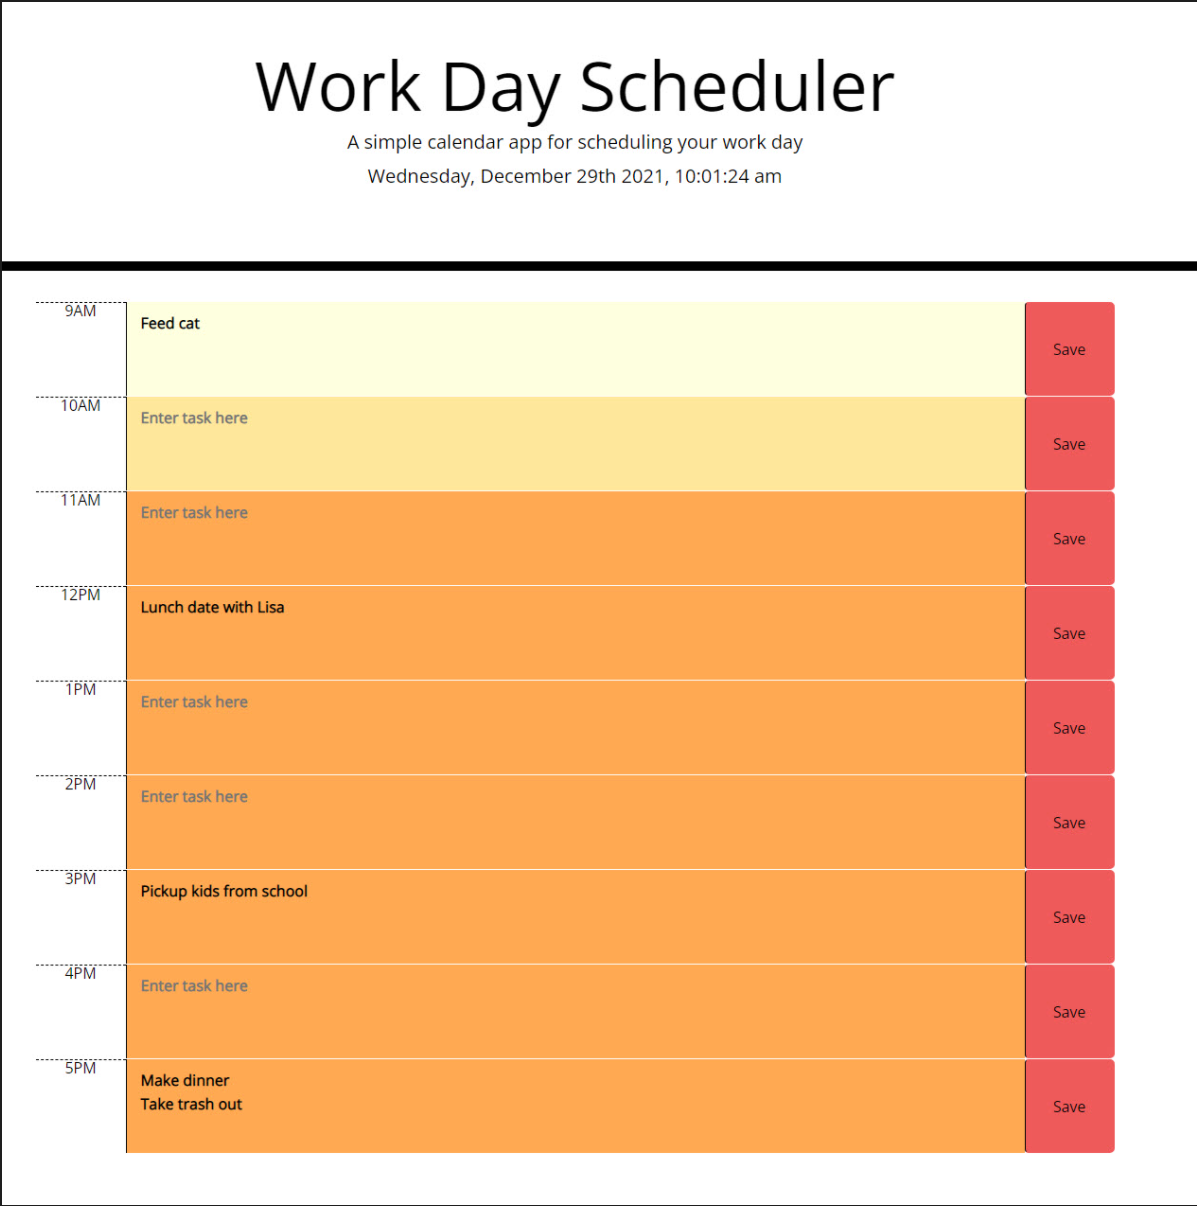 Work Day Scheduler
A simple calendar app for scheduling your work day
Wednesday, December 29th 2021, 10:01:24 am
9AM
Feed cat
Save
10AM
Enter task here
Save
11AM
Enter task here
Save
12PM
Lunch date with Lisa
Save
1PM
Enter task here
Save
2PM
Enter task here
Save
3PM
Pickup kids from school
Save
4PM
Enter task here
Save
5PM
Make dinner
Take trash out
Save